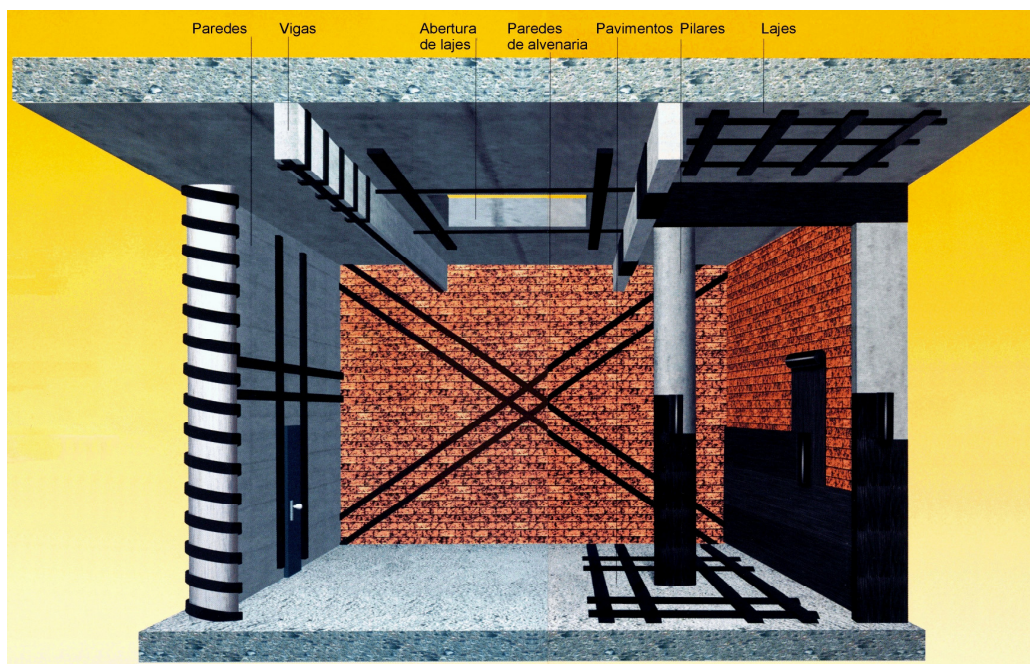 Paredes
Vigas
Abertura
de lajes
Paredes
de alvenaria
Pavimentos
Pilares
Lajes